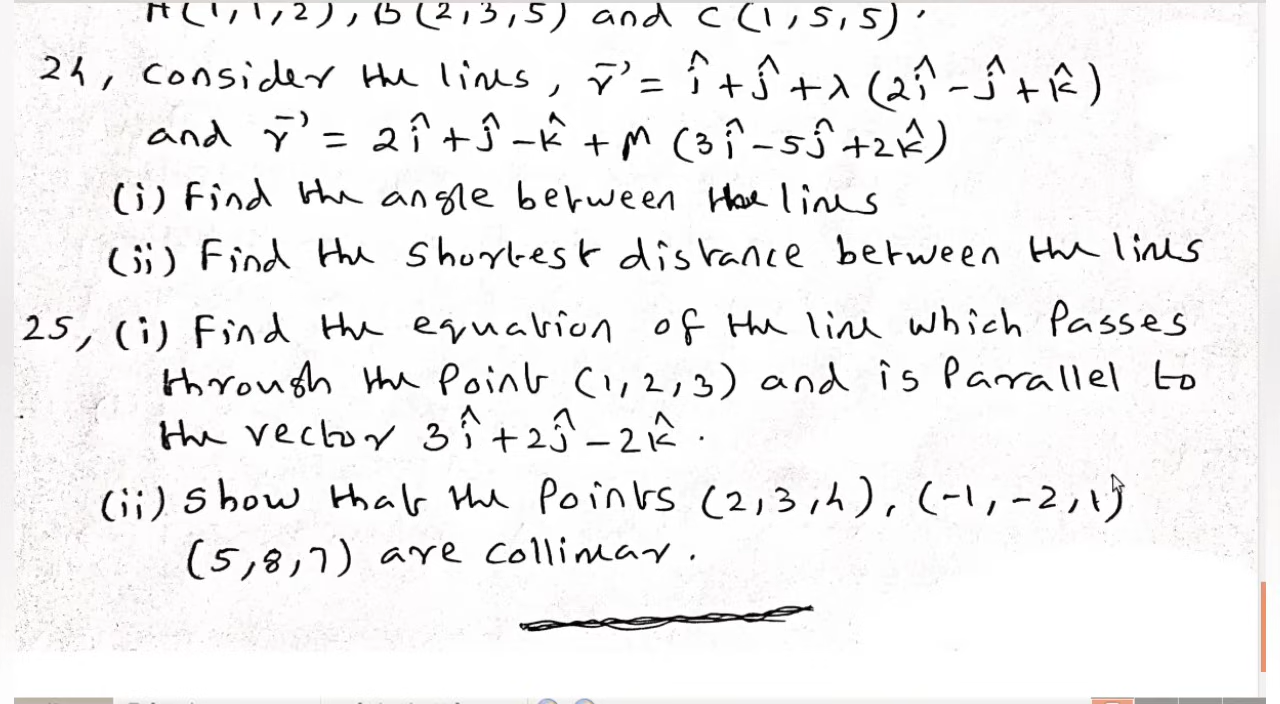 A(1,1,2), B(2,3,5) and C(1,5,5).
24, Consider the lines, r̄ = î+ĵ+λ(2î-ĵ+k̂)
and r̄ = 2î+ĵ-k̂+μ(3î-5ĵ+2k̂)
(i) Find the angle between the lines
(ii) Find the shortest distance between the lines
25, (i) Find the equation of the line which Passes
through the Point (1,2,3) and is Parallel to
the vector 3î+2ĵ-2k̂.
(ii) Show that the Points (2,3,4), (-1,-2,1)
(5,8,7) are collinear.